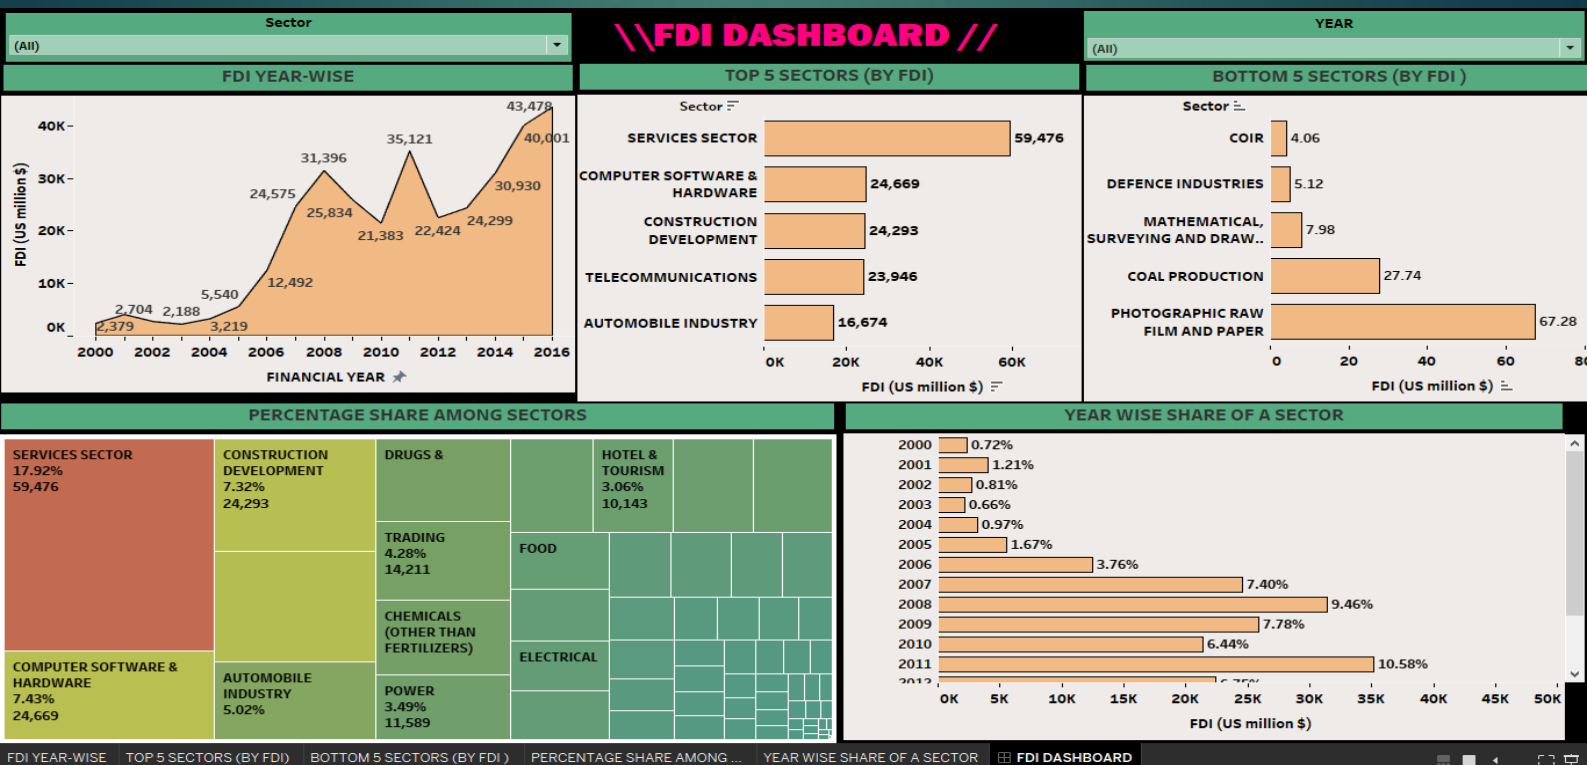 Sector
(All)
\\FDI DASHBOARD //
YEAR
(All)
FDI YEAR-WISE
40K
30K
20K
10K
0K
FDI (US million $)
2,379
2,704
2,188
3,219
5,540
12,492
24,575
31,396
25,834
21,383
35,121
22,424
24,299
30,930
40,001
43,478
2000 2002 2004 2006 2008 2010 2012 2014 2016
FINANCIAL YEAR
TOP 5 SECTORS (BY FDI)
Sector
SERVICES SECTOR 59,476
COMPUTER SOFTWARE &
HARDWARE 24,669
CONSTRUCTION
DEVELOPMENT 24,293
TELECOMMUNICATIONS 23,946
AUTOMOBILE INDUSTRY 16,674
0K 20K 40K 60K
FDI (US million $)
BOTTOM 5 SECTORS (BY FDI )
Sector
COIR 4.06
DEFENCE INDUSTRIES 5.12
MATHEMATICAL,
SURVEYING AND DRAW.. 7.98
COAL PRODUCTION 27.74
PHOTOGRAPHIC RAW
FILM AND PAPER 67.28
0 20 40 60
FDI (US million $)
PERCENTAGE SHARE AMONG SECTORS
SERVICES SECTOR
17.92%
59,476
COMPUTER SOFTWARE &
HARDWARE
7.43%
24,669
CONSTRUCTION
DEVELOPMENT
7.32%
24,293
AUTOMOBILE
INDUSTRY
5.02%
DRUGS &
TRADING
4.28%
14,211
CHEMICALS
(OTHER THAN
FERTILIZERS)
POWER
3.49%
11,589
HOTEL &
TOURISM
3.06%
10,143
FOOD
ELECTRICAL
YEAR WISE SHARE OF A SECTOR
2000 0.72%
2001 1.21%
2002 0.81%
2003 0.66%
2004 0.97%
2005 1.67%
2006 3.76%
2007 7.40%
2008 9.46%
2009 7.78%
2010 6.44%
2011 10.58%
0K 5K 10K 15K 20K 25K 30K 35K 40K 45K 50K
FDI (US million $)
FDI YEAR-WISE TOP 5 SECTORS (BY FDI) BOTTOM 5 SECTORS (BY FDI ) PERCENTAGE SHARE AMONG ... YEAR WISE SHARE OF A SECTOR FDI DASHBOARD